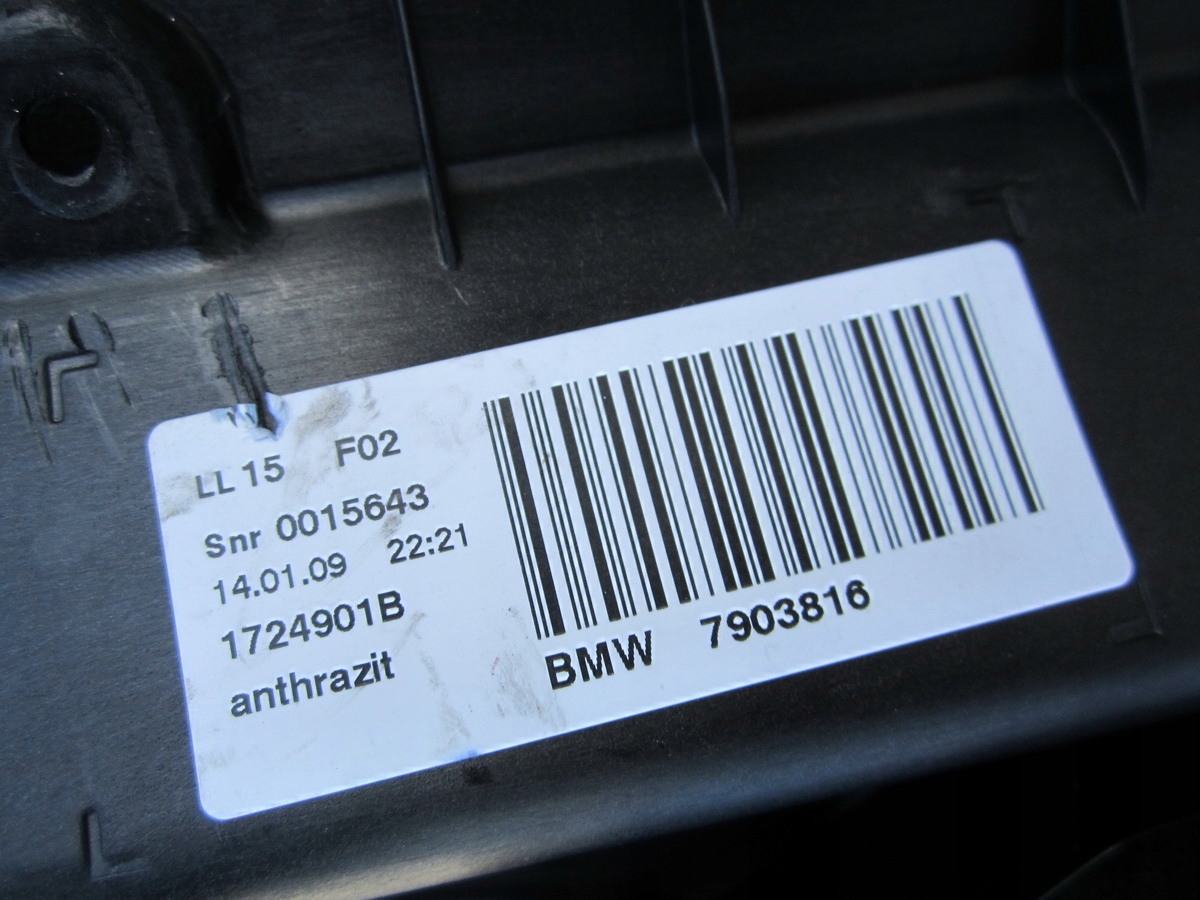 LL 15 F02
Snr 0015643
14.01.09 22:21
1724901B
anthrazit
BMW 7903816